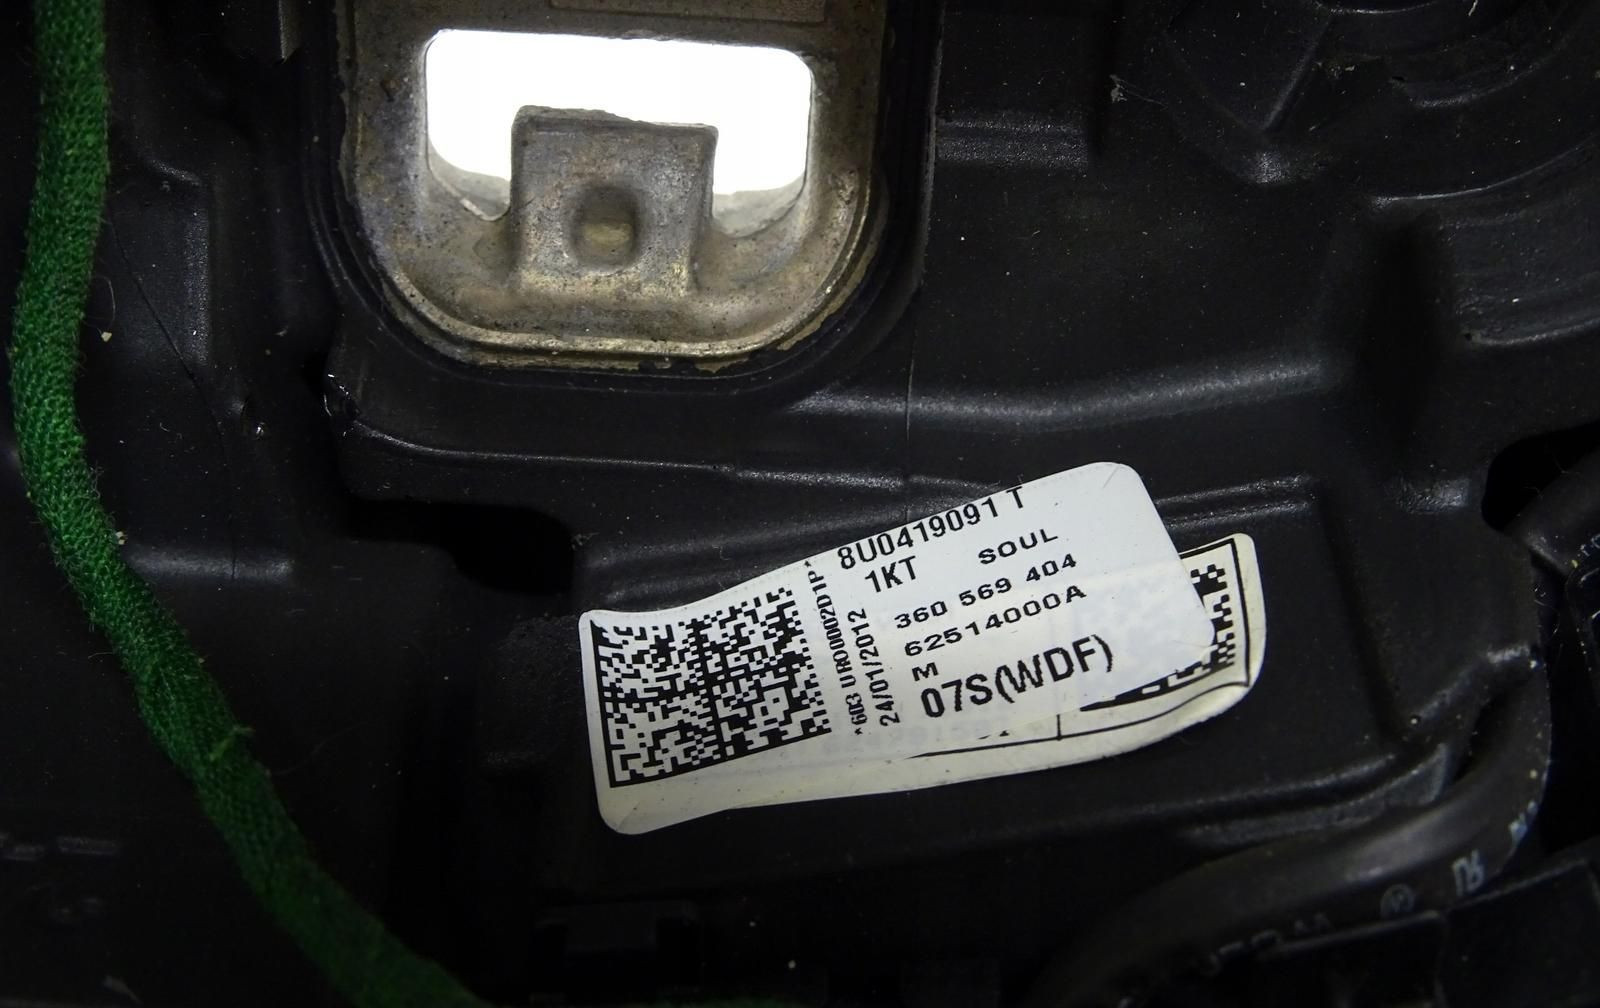 8U0419091 T
1KT SOUL
360 569 404
62514000A
M
07S(WDF)
24/01/2012